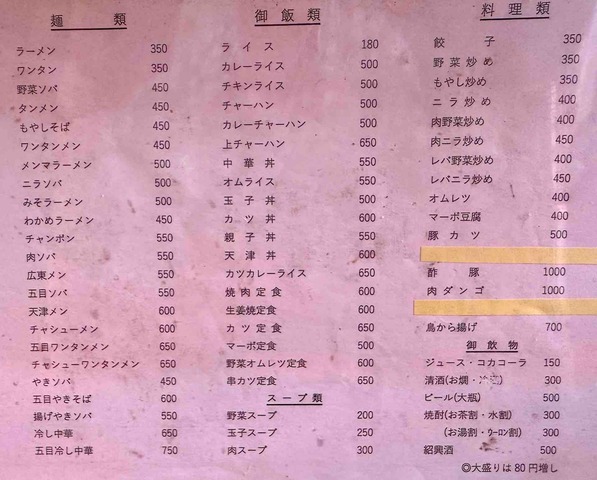 麺類
ラーメン 350
ワンタン 350
野菜ソバ 450
タンメン 450
もやしそば 450
ワンタンメン 450
メンマラーメン 500
ニラソバ 500
みそラーメン 500
わかめラーメン 450
チャンポン 550
肉ソバ 550
広東メン 550
五目ソバ 550
天津メン 600
チャシューメン 600
五目ワンタンメン 650
チャシューワンタンメン 650
やきソバ 450
五目やきそば 600
揚げやきソバ 550
冷し中華 650
五目冷し中華 750
御飯類
ライス 180
カレーライス 500
チキンライス 500
チャーハン 500
カレーチャーハン 500
上チャーハン 650
中華丼 550
オムライス 550
玉子丼 500
カツ丼 600
親子丼 550
天津丼 600
カツカレーライス 650
焼肉定食 600
生姜焼定食 600
カツ定食 650
マーボ定食 500
野菜オムレツ定食 600
串カツ定食 650
スープ類
野菜スープ 200
玉子スープ 250
肉スープ 300
料理類
餃子 350
野菜炒め 350
もやし炒め 350
ニラ炒め 400
肉野菜炒め 400
肉ニラ炒め 450
レバ野菜炒め 400
レバニラ炒め 450
オムレツ 400
マーボ豆腐 400
豚カツ 500
酢豚 1000
肉ダンゴ 1000
鳥から揚げ 700
御飲物
ジュース・コカコーラ 150
清酒(お燗・冷酒) 300
ビール(大瓶) 500
焼酎(お茶割・水割) 300
(お湯割・ウーロン割) 300
紹興酒 500
◎大盛りは80円増し